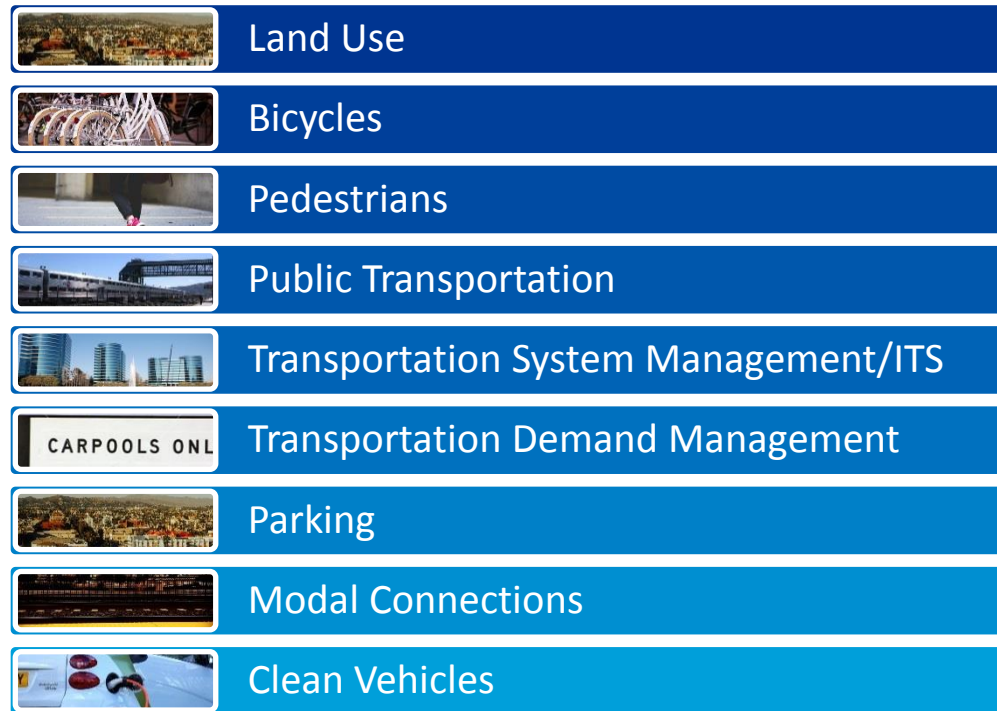 Land Use
Bicycles
Pedestrians
Public Transportation
Transportation System Management/ITS
CARPOOLS ONL
Transportation Demand Management
Parking
Modal Connections
Clean Vehicles